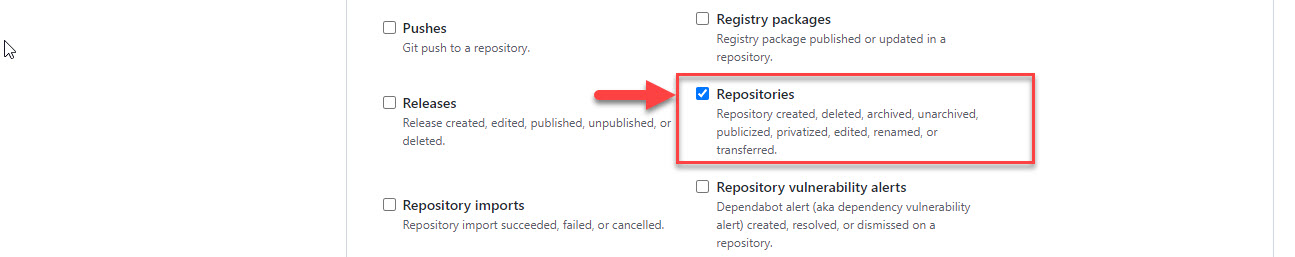 Pushes
Git push to a repository.
Registry packages
Registry package published or updated in a
repository.
Releases
Release created, edited, published, unpublished, or
deleted.
Repositories
Repository created, deleted, archived, unarchived,
publicized, privatized, edited, renamed, or
transferred.
Repository imports
Repository import succeeded, failed, or cancelled.
Repository vulnerability alerts
Dependabot alert (aka dependency vulnerability
alert) created, resolved, or dismissed on a
repository.